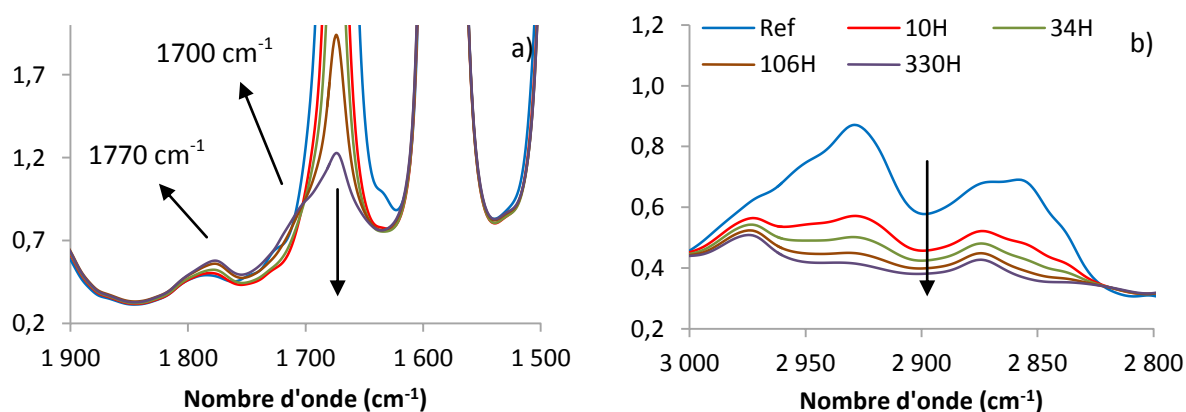 a)
1700 cm-1
1770 cm-1
1,7
1,2
0,7
0,2
1 900
1 800
1 700
1 600
1 500
Nombre d'onde (cm-1)
b)
Ref
10H
34H
106H
330H
1,2
1,0
0,8
0,6
0,4
0,2
3 000
2 950
2 900
2 850
2 800
Nombre d'onde (cm-1)